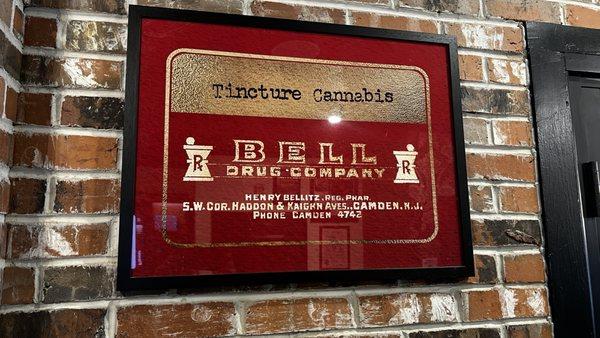 Tincture Cannabis
BELL
DRUG COMPANY
HENRY BELLITZ, REG. PHAR.
S.W. COR. HADDON & KAIGHN AVES., CAMDEN, N.J.
PHONE CAMDEN 4742